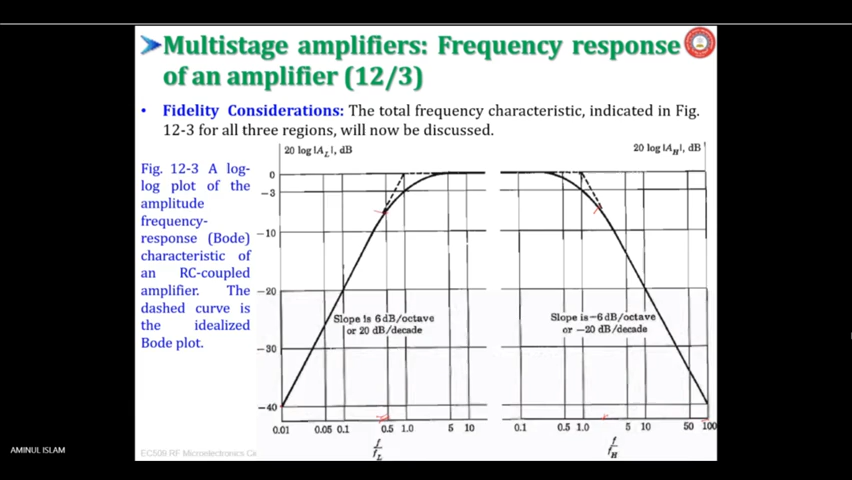 Multistage amplifiers: Frequency response
of an amplifier (12/3)
• Fidelity Considerations: The total frequency characteristic, indicated in Fig.
12-3 for all three regions, will now be discussed.
Fig. 12-3 A log-
log plot of the
amplitude
frequency-
response (Bode)
characteristic of
an RC-coupled
amplifier. The
dashed curve is
the idealized
Bode plot.
20 log |A_L|, dB
0
−3
−10
−20
−30
−40
Slope is 6 dB/octave
or 20 dB/decade
0.01 0.05 0.1 0.5 1.0 5 10
f
f_L
20 log |A_H|, dB
Slope is −6 dB/octave
or −20 dB/decade
0.1 0.5 1.0 5 10 50 100
f
f_H
EC509 RF Microelectronics
AMINUL ISLAM